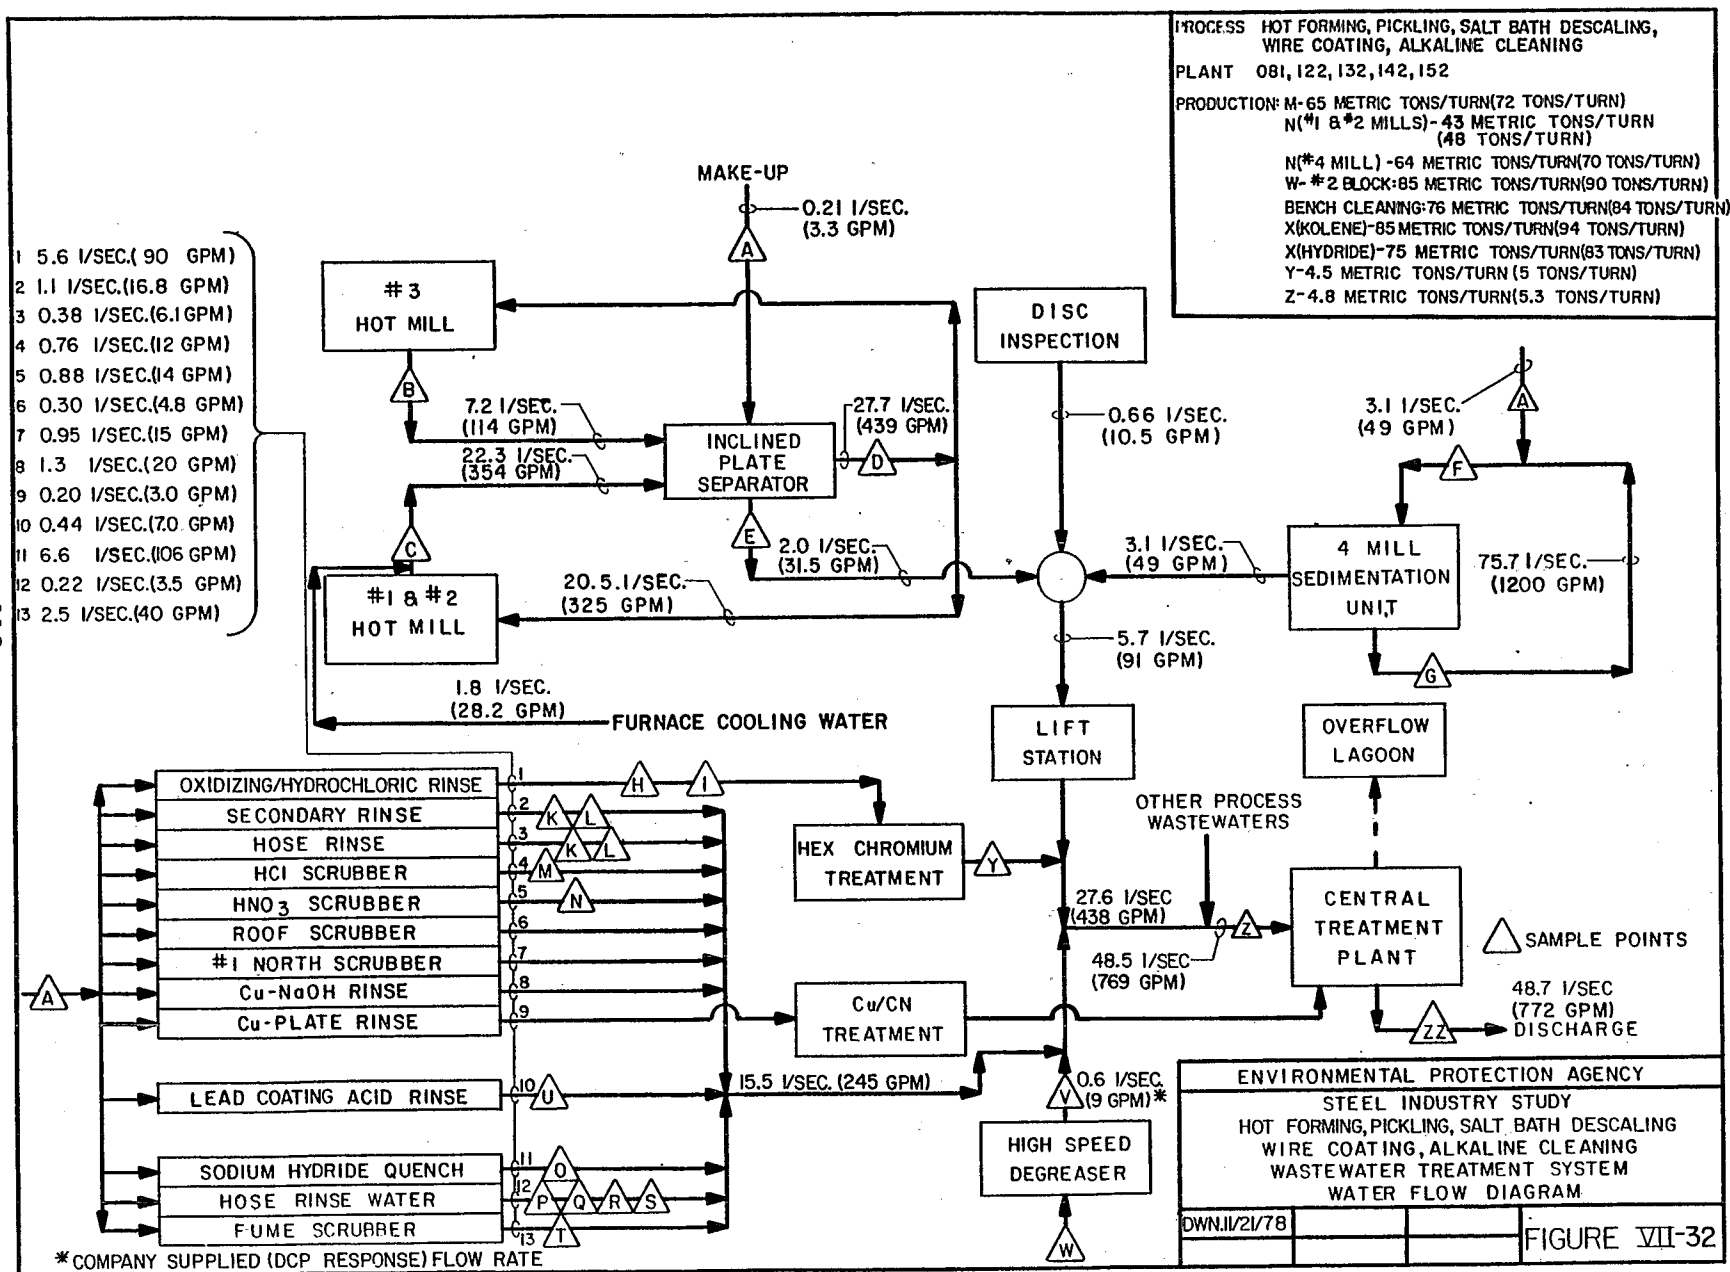 PROCESS HOT FORMING, PICKLING, SALT BATH DESCALING,
WIRE COATING, ALKALINE CLEANING
PLANT 081, 122, 132, 142, 152
PRODUCTION: M-65 METRIC TONS/TURN(72 TONS/TURN)
N(#1 & #2 MILLS)-43 METRIC TONS/TURN
(48 TONS/TURN)
N(#4 MILL)-64 METRIC TONS/TURN(70 TONS/TURN)
W-#2 BLOCK:85 METRIC TONS/TURN(90 TONS/TURN)
BENCH CLEANING:76 METRIC TONS/TURN(84 TONS/TURN)
X(KOLENE)-85 METRIC TONS/TURN(94 TONS/TURN)
X(HYDRIDE)-75 METRIC TONS/TURN(83 TONS/TURN)
Y-4.5 METRIC TONS/TURN (5 TONS/TURN)
Z-4.8 METRIC TONS/TURN(5.3 TONS/TURN)
MAKE-UP
0.21 l/SEC.
(3.3 GPM)
A
1 5.6 l/SEC.( 90 GPM)
2 1.1 l/SEC.(16.8 GPM)
3 0.38 l/SEC.(6.1 GPM)
4 0.76 l/SEC.(12 GPM)
5 0.88 l/SEC.(14 GPM)
6 0.30 l/SEC.(4.8 GPM)
7 0.95 l/SEC.(15 GPM)
8 1.3 l/SEC.(20 GPM)
9 0.20 l/SEC.(3.0 GPM)
10 0.44 l/SEC.(7.0 GPM)
11 6.6 l/SEC.(106 GPM)
12 0.22 l/SEC.(3.5 GPM)
13 2.5 l/SEC.(40 GPM)
#3
HOT MILL
B
7.2 l/SEC.
(114 GPM)
22.3 l/SEC.
(354 GPM)
C
INCLINED
PLATE
SEPARATOR
27.7 l/SEC.
(439 GPM)
D
E
2.0 l/SEC.
(31.5 GPM)
#1 & #2
HOT MILL
20.5 l/SEC.
(325 GPM)
1.8 l/SEC.
(28.2 GPM)
FURNACE COOLING WATER
DISC
INSPECTION
0.66 l/SEC.
(10.5 GPM)
3.1 l/SEC.
(49 GPM)
5.7 l/SEC.
(91 GPM)
3.1 l/SEC.
(49 GPM)
A
F
4 MILL
SEDIMENTATION
UNIT
75.7 l/SEC.
(1200 GPM)
G
LIFT
STATION
OVERFLOW
LAGOON
OXIDIZING/HYDROCHLORIC RINSE
1
H
I
SECONDARY RINSE
2
K
L
HOSE RINSE
3
K
L
HCl SCRUBBER
4
M
HNO3 SCRUBBER
5
N
ROOF SCRUBBER
6
#1 NORTH SCRUBBER
7
A
Cu-NaOH RINSE
8
Cu-PLATE RINSE
9
LEAD COATING ACID RINSE
10
U
SODIUM HYDRIDE QUENCH
11
O
HOSE RINSE WATER
12
P
Q
R
S
FUME SCRUBBER
13
T
HEX CHROMIUM
TREATMENT
Y
Cu/CN
TREATMENT
15.5 l/SEC. (245 GPM)
OTHER PROCESS
WASTEWATERS
27.6 l/SEC
(438 GPM)
48.5 l/SEC
(769 GPM)
Z
CENTRAL
TREATMENT
PLANT
SAMPLE POINTS
48.7 l/SEC
(772 GPM)
DISCHARGE
ZZ
V
0.6 l/SEC.
(9 GPM)*
HIGH SPEED
DEGREASER
W
*COMPANY SUPPLIED (DCP RESPONSE) FLOW RATE
ENVIRONMENTAL PROTECTION AGENCY
STEEL INDUSTRY STUDY
HOT FORMING, PICKLING, SALT BATH DESCALING
WIRE COATING, ALKALINE CLEANING
WASTEWATER TREATMENT SYSTEM
WATER FLOW DIAGRAM
DWN.11/21/78
FIGURE VII-32